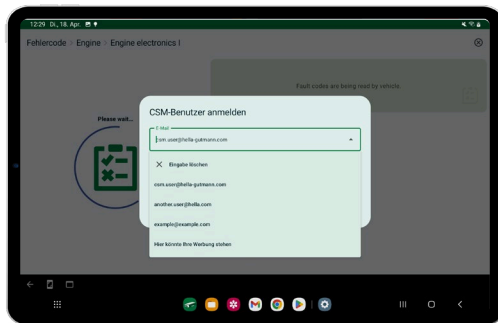 12:29 Di., 18. Apr.
Fehlercode > Engine > Engine electronics I
Fault codes are being read by vehicle.
Please wait...
CSM-Benutzer anmelden
E-Mail
csm.user@hella-gutmann.com
Eingabe löschen
csm.user@hella-gutmann.com
another.user@hella.com
example@example.com
Hier könnte Ihre Werbung stehen